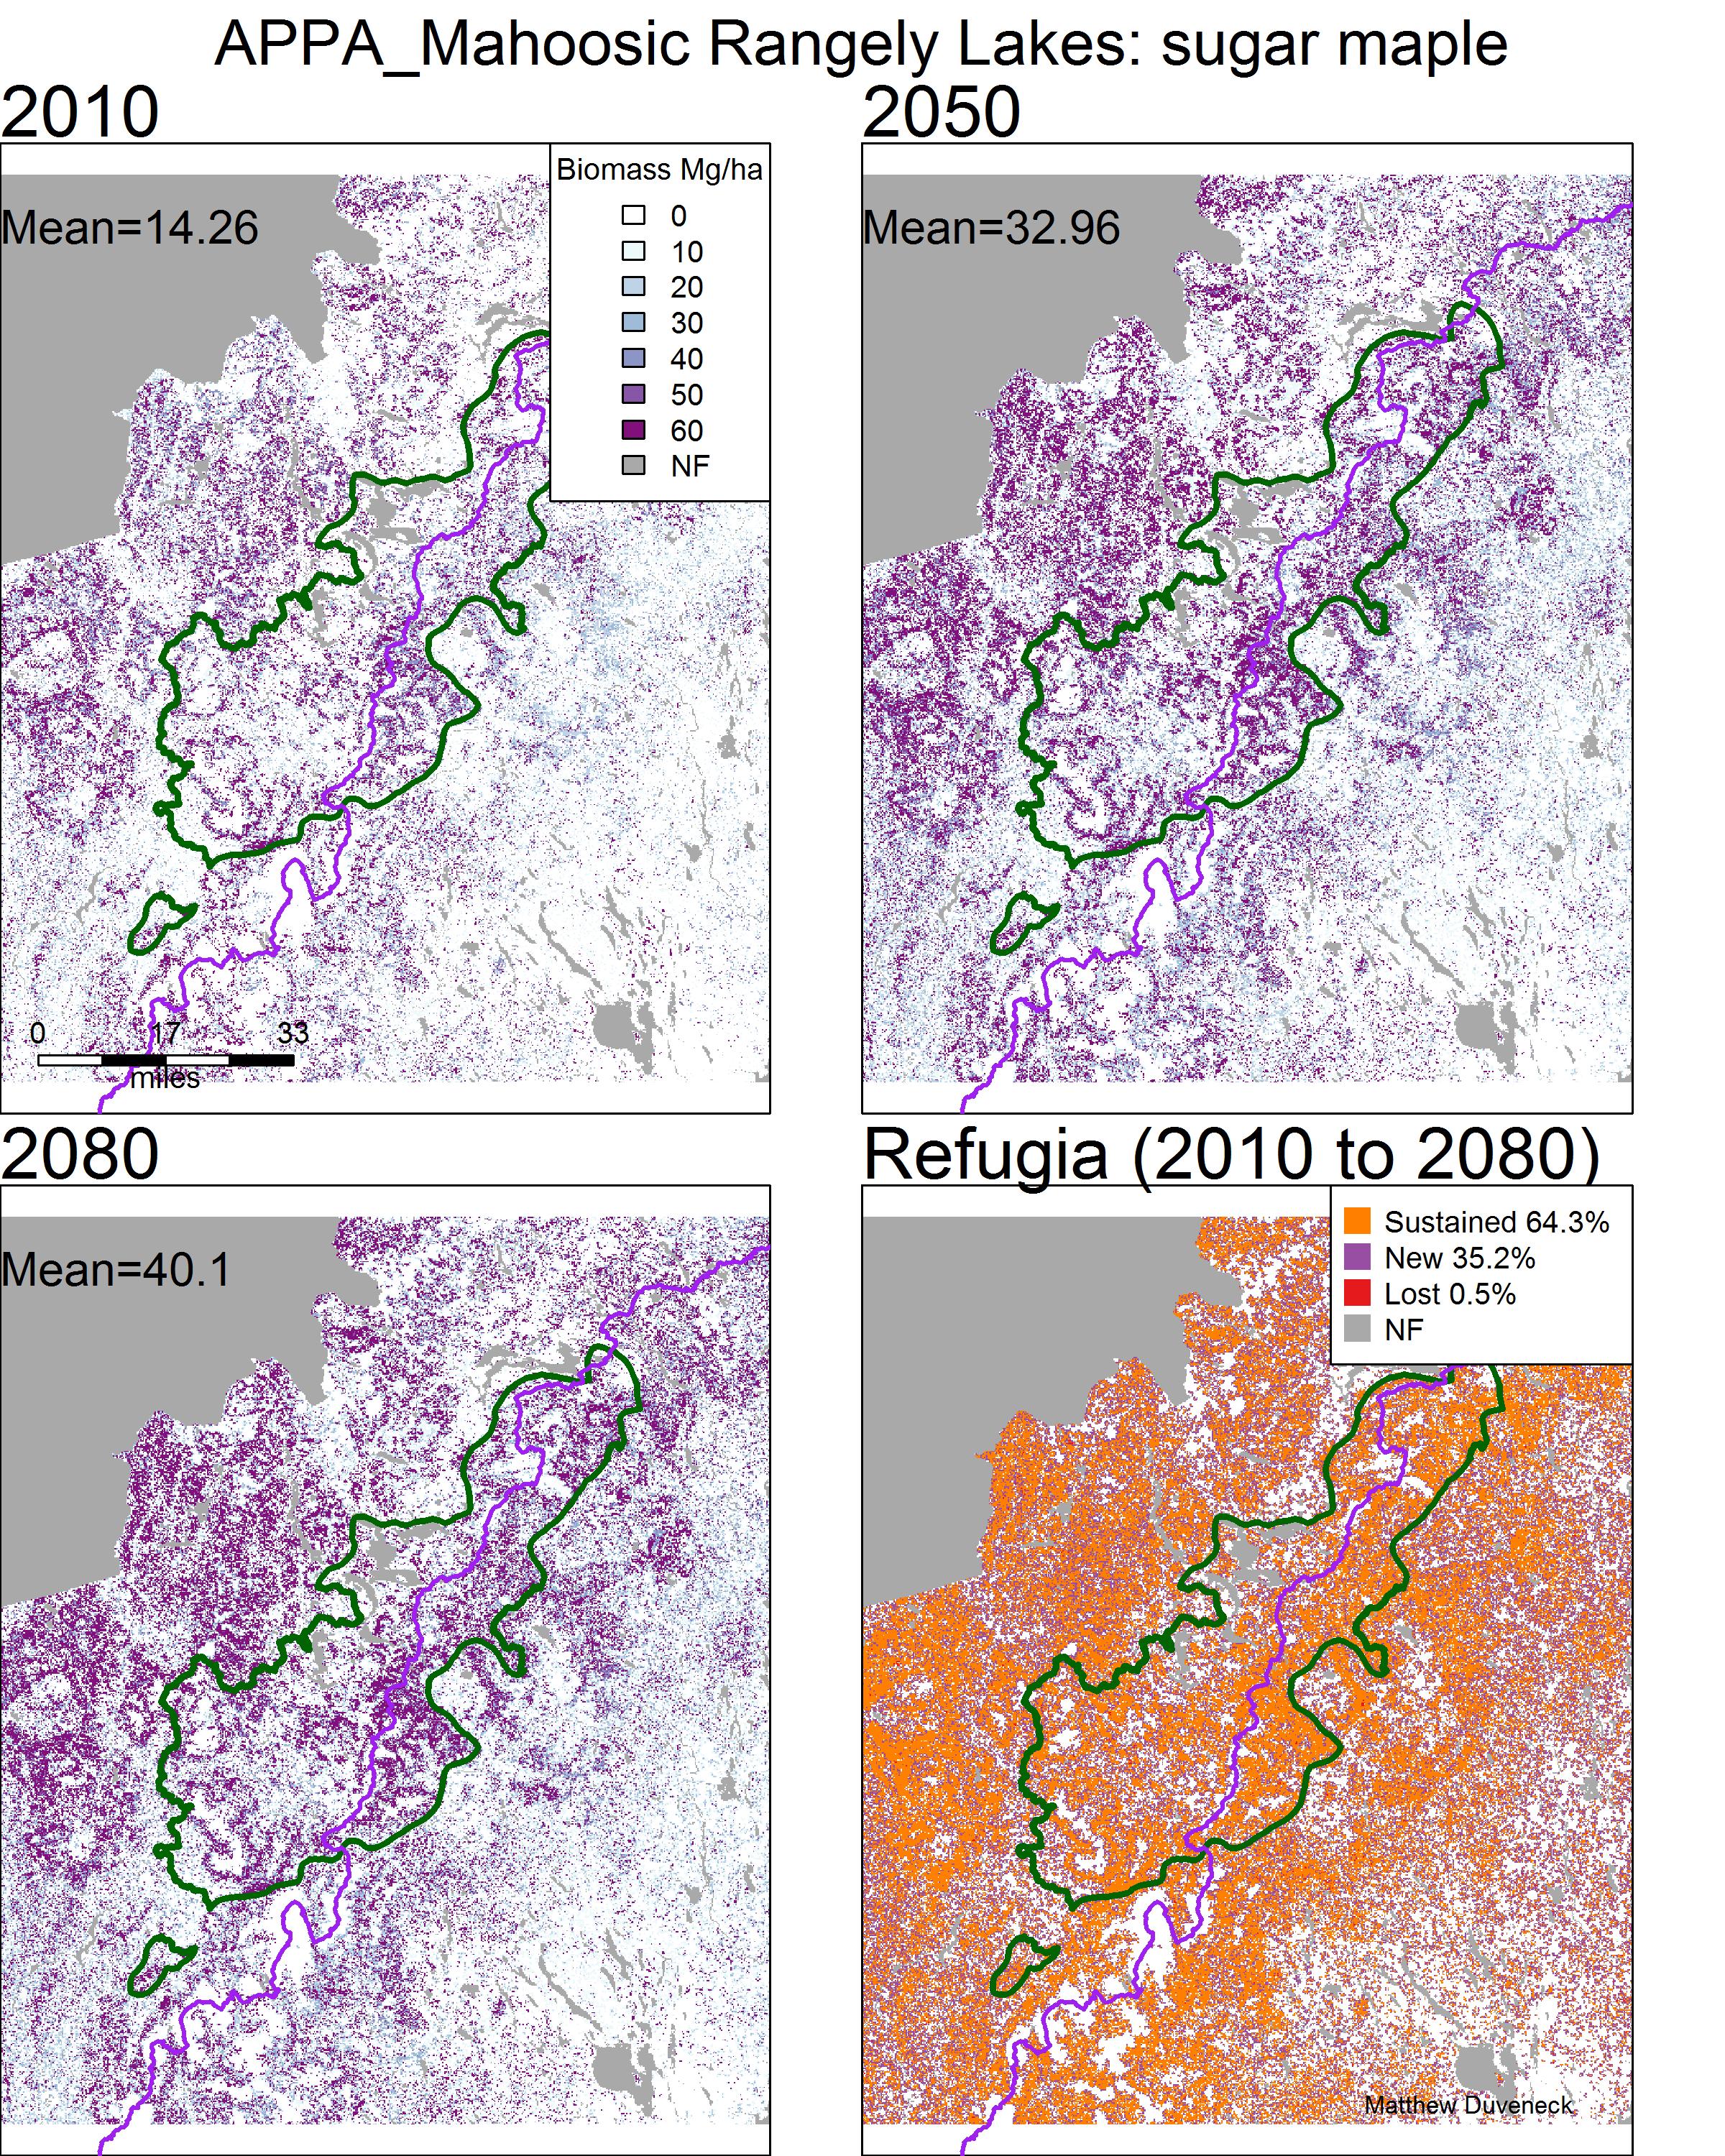 APPA_Mahoosic Rangely Lakes: sugar maple
2010
Mean=14.26
Biomass Mg/ha
0
10
20
30
40
50
60
NF
0 17 33
miles
2050
Mean=32.96
2080
Mean=40.1
Refugia (2010 to 2080)
Sustained 64.3%
New 35.2%
Lost 0.5%
NF
Matthew Duveneck